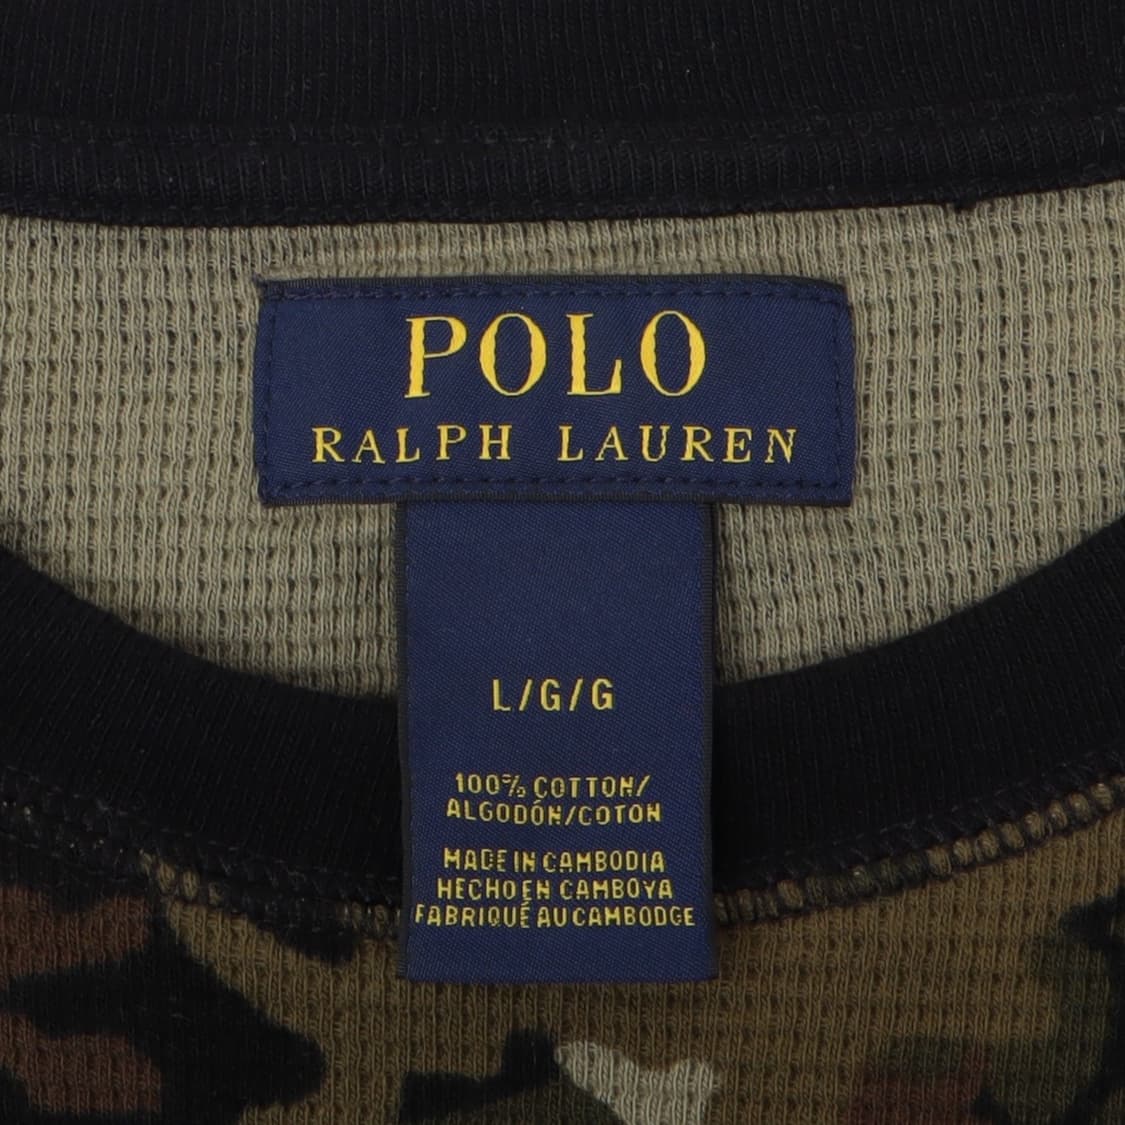 POLO
RALPH LAUREN
L/G/G
100% COTTON/
ALGODÓN/COTON
MADE IN CAMBODIA
HECHO EN CAMBOYA
FABRIQUÉ AU CAMBODGE